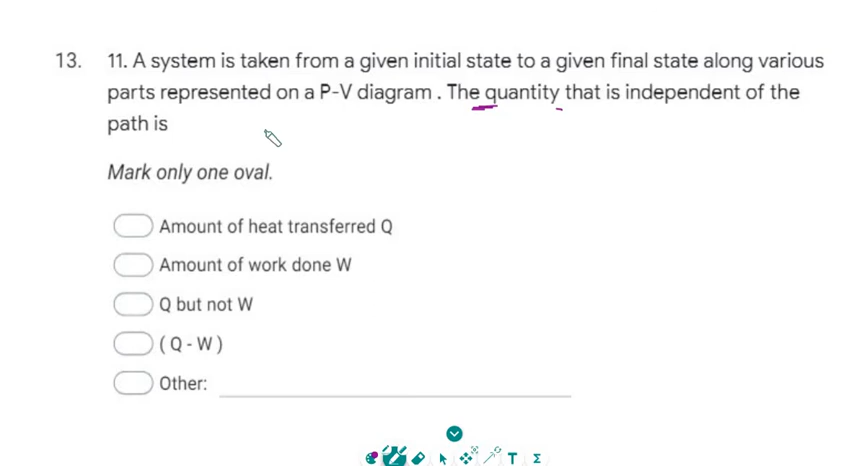 13. 11. A system is taken from a given initial state to a given final state along various
parts represented on a P-V diagram . The quantity that is independent of the
path is
Mark only one oval.
Amount of heat transferred Q
Amount of work done W
Q but not W
( Q - W )
Other:
T Σ